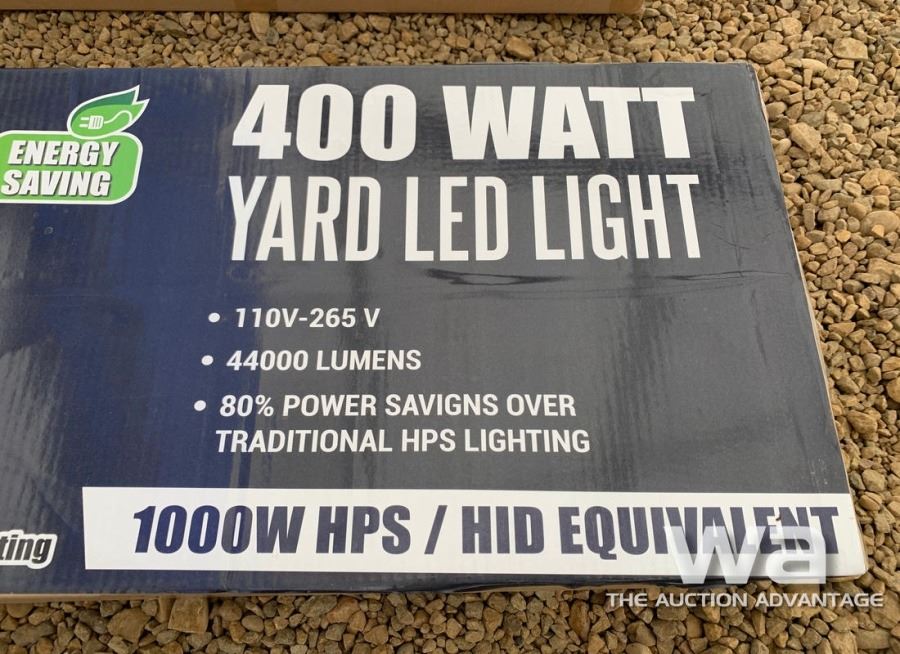 400 WATT
YARD LED LIGHT
ENERGY
SAVING
• 110V-265 V
• 44000 LUMENS
• 80% POWER SAVIGNS OVER
TRADITIONAL HPS LIGHTING
1000W HPS / HID EQUIVALENT
ting
wa
THE AUCTION ADVANTAGE